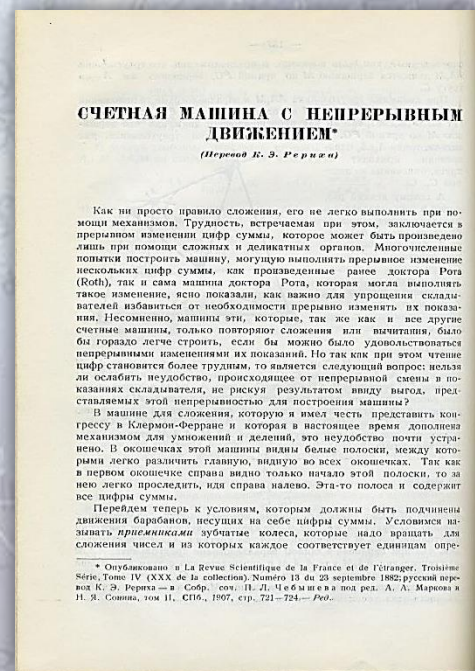 СЧЕТНАЯ МАШИНА С НЕПРЕРЫВНЫМ
ДВИЖЕНИЕМ*
(Перевод К. Э. Рериха)
Как ни просто правило сложения, его не легко выполнить при по-
мощи механизмов. Трудность, встречаемая при этом, заключается в
прерывном изменении цифр суммы, которое может быть произведено
лишь при помощи сложных и деликатных органов. Многочисленные
попытки построить машину, могущую выполнять прерывное изменение
нескольких цифр суммы, как произведенные ранее доктора Рота
(Roth), так и сама машина доктора Рота, которая могла выполнять
такое изменение, ясно показали, как важно для упрощения склады-
вателей избавиться от необходимости прерывно изменять их показа-
ния. Несомненно, машины эти, которые, так же как и все другие
счетные машины, только повторяют сложения или вычитания, было
бы гораздо легче строить, если бы можно было удовольствоваться
непрерывными изменениями их показаний. Но так как при этом чтение
цифр становится более трудным, то является следующий вопрос: нельзя
ли ослабить неудобство, происходящее от непрерывной смены в по-
казаниях складывателя, не рискуя результатом ввиду выгод, пред-
ставляемых этой непрерывностью для построения машины?
В машине для сложения, которую я имел честь представить кон-
грессу в Клермон-Ферране и которая в настоящее время дополнена
механизмом для умножений и делений, это неудобство почти устра-
нено. В окошечках этой машины видны белые полоски, между кото-
рыми легко различить главную, видную во всех окошечках. Так как
в первом окошечке справа видно только начало этой полоски, то за
нею легко проследить, идя справа налево. Эта-то полоса и содержит
все цифры суммы.
Перейдем теперь к условиям, которым должны быть подчинены
движения барабанов, несущих на себе цифры суммы. Условимся на-
зывать приемниками зубчатые колеса, которые надо вращать для
сложения чисел и из которых каждое соответствует единицам опре-
* Опубликовано в La Revue Scientifique de la France et de l'étranger. Troisième
Série, Tome IV (XXX de la collection). Numéro 13 du 23 septembre 1882; русский пере-
вод К. Э. Рериха — в Собр. соч. П. Л. Чебышева под ред. А. А. Маркова и
Н. Я. Сонина, том II, СПб., 1907, стр. 721—724.— Ред.